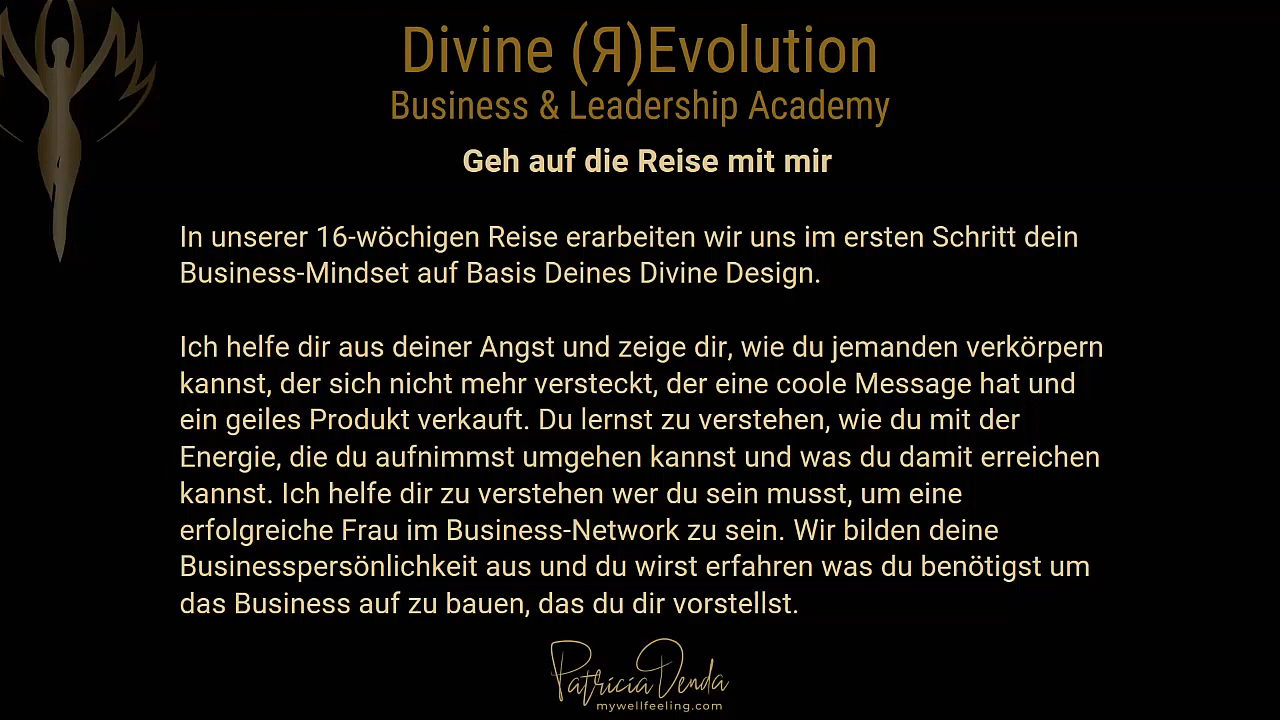 Divine (Я)Evolution
Business & Leadership Academy
Geh auf die Reise mit mir
In unserer 16-wöchigen Reise erarbeiten wir uns im ersten Schritt dein
Business-Mindset auf Basis Deines Divine Design.
Ich helfe dir aus deiner Angst und zeige dir, wie du jemanden verkörpern
kannst, der sich nicht mehr versteckt, der eine coole Message hat und
ein geiles Produkt verkauft. Du lernst zu verstehen, wie du mit der
Energie, die du aufnimmst umgehen kannst und was du damit erreichen
kannst. Ich helfe dir zu verstehen wer du sein musst, um eine
erfolgreiche Frau im Business-Network zu sein. Wir bilden deine
Businesspersönlichkeit aus und du wirst erfahren was du benötigst um
das Business auf zu bauen, das du dir vorstellst.
Patricia Denda
mywellfeeling.com